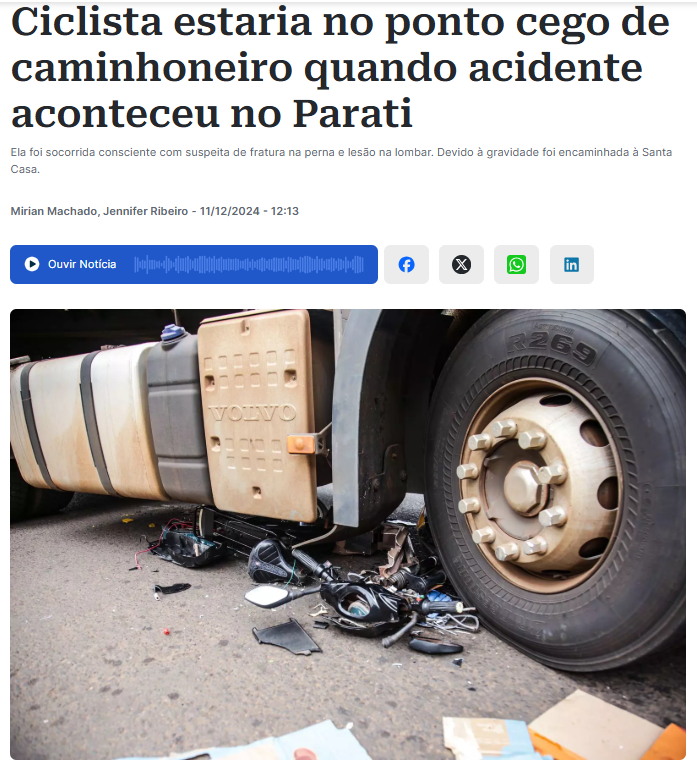 Ciclista estaria no ponto cego de
caminhoneiro quando acidente
aconteceu no Parati
Ela foi socorrida consciente com suspeita de fratura na perna e lesão na lombar. Devido à gravidade foi encaminhada à Santa
Casa.
Mirian Machado, Jennifer Ribeiro - 11/12/2024 - 12:13
Ouvir Notícia
VOLVO
R269